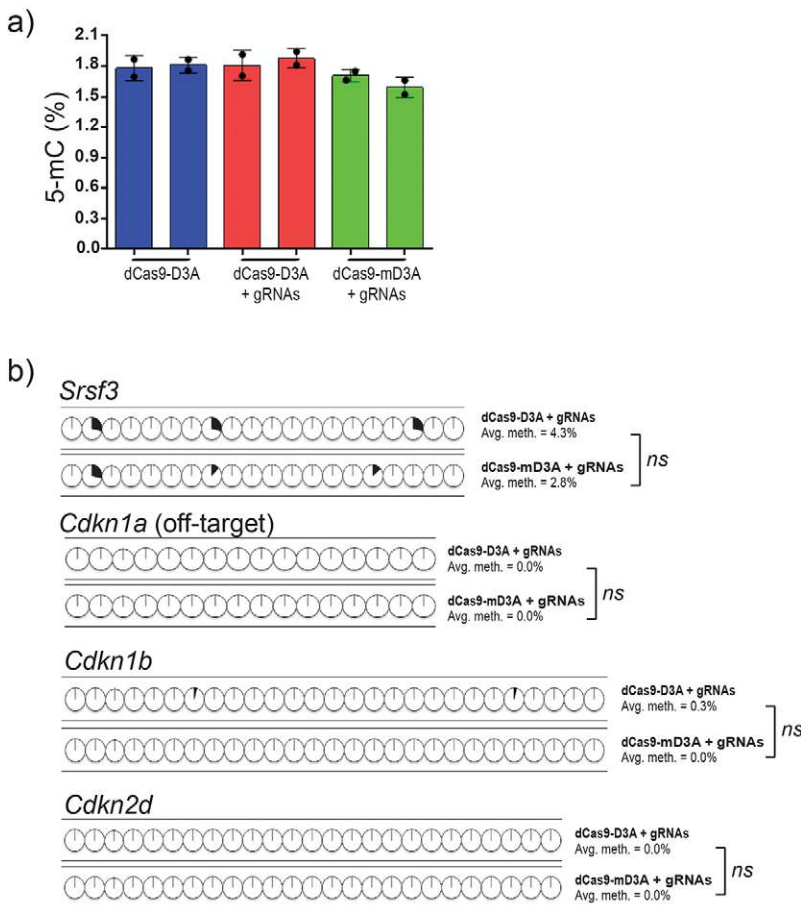 a)
5-mC (%)
2.1
1.8
1.5
1.2
0.9
0.6
0.3
0.0
dCas9-D3A
dCas9-D3A
+ gRNAs
dCas9-mD3A
+ gRNAs
b)
Srsf3
dCas9-D3A + gRNAs
Avg. meth. = 4.3%
dCas9-mD3A + gRNAs
Avg. meth. = 2.8%
ns
Cdkn1a (off-target)
dCas9-D3A + gRNAs
Avg. meth. = 0.0%
dCas9-mD3A + gRNAs
Avg. meth. = 0.0%
ns
Cdkn1b
dCas9-D3A + gRNAs
Avg. meth. = 0.3%
dCas9-mD3A + gRNAs
Avg. meth. = 0.0%
ns
Cdkn2d
dCas9-D3A + gRNAs
Avg. meth. = 0.0%
dCas9-mD3A + gRNAs
Avg. meth. = 0.0%
ns